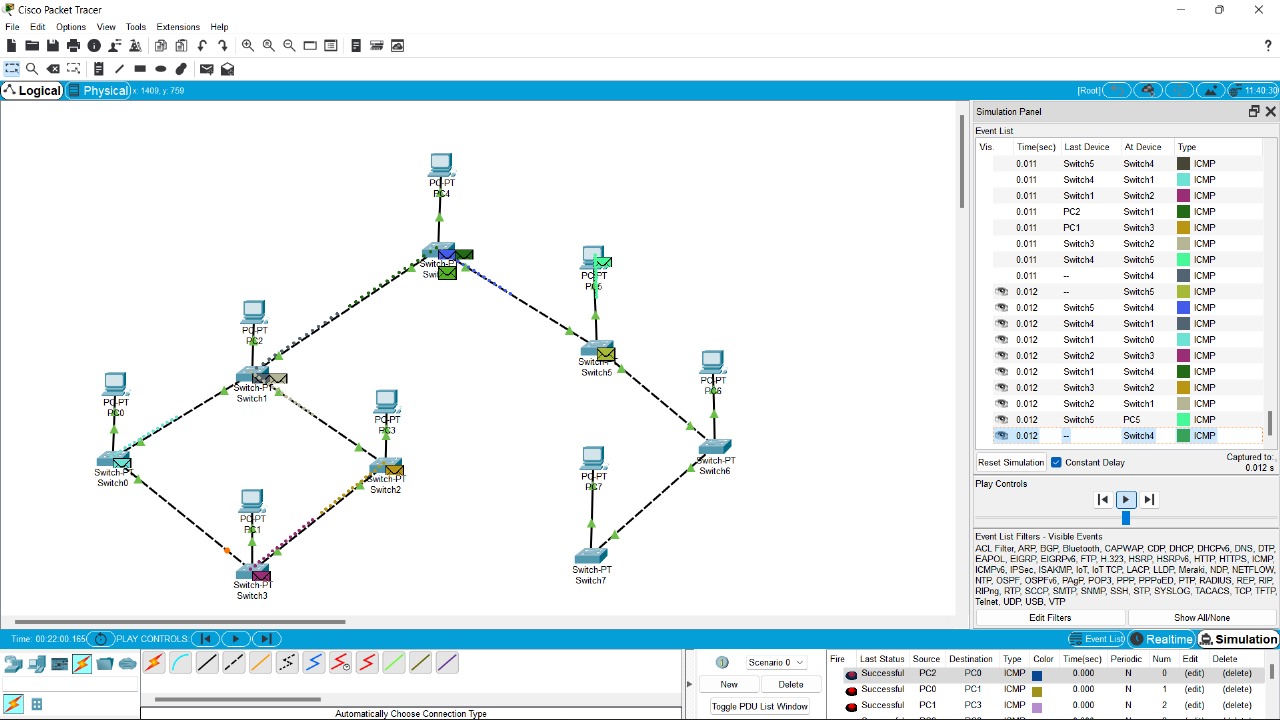 Cisco Packet Tracer
File Edit Options View Tools Extensions Help
Logical Physical x: 1409, y: 759 [Root] 11:40:30
Simulation Panel
Event List
Vis. Time(sec) Last Device At Device Type
0.011 Switch5 Switch4 ICMP
0.011 Switch4 Switch1 ICMP
0.011 Switch1 Switch2 ICMP
0.011 PC2 Switch1 ICMP
0.011 PC1 Switch3 ICMP
0.011 Switch3 Switch2 ICMP
0.011 Switch4 Switch5 ICMP
0.011 -- Switch4 ICMP
0.012 -- Switch5 ICMP
0.012 Switch5 Switch4 ICMP
0.012 Switch4 Switch1 ICMP
0.012 Switch1 Switch0 ICMP
0.012 Switch2 Switch3 ICMP
0.012 Switch1 Switch4 ICMP
0.012 Switch3 Switch2 ICMP
0.012 Switch2 Switch1 ICMP
0.012 Switch5 PC5 ICMP
0.012 -- Switch4 ICMP
Reset Simulation Constant Delay Captured to:
0.012 s
Play Controls
Event List Filters - Visible Events
ACL Filter, ARP, BGP, Bluetooth, CAPWAP, CDP, DHCP, DHCPv6, DNS, DTP,
EAPOL, EIGRP, EIGRPv6, FTP, H.323, HSRP, HSRPv6, HTTP, HTTPS, ICMP,
ICMPv6, IPSec, ISAKMP, IoT, IoT TCP, LACP, LLDP, Meraki, NDP, NETFLOW,
NTP, OSPF, OSPFv6, PAgP, POP3, PPP, PPPoED, PTP, RADIUS, REP, RIP,
RIPng, RTP, SCCP, SMTP, SNMP, SSH, STP, SYSLOG, TACACS, TCP, TFTP,
Telnet, UDP, USB, VTP
Edit Filters Show All/None
PC-PT
PC4
Switch-PT
PC-PT
PC5
Switch-PT
Switch5
PC-PT
PC2
Switch-PT
Switch1
PC-PT
PC6
Switch-PT
Switch6
PC-PT
PC0
Switch-PT
Switch0
PC-PT
PC3
Switch-PT
Switch2
PC-PT
PC7
Switch-PT
Switch7
PC-PT
PC1
Switch-PT
Switch3
Time: 00:22:00.165 PLAY CONTROLS: Event List Realtime Simulation
Automatically Choose Connection Type
Scenario 0
New Delete
Toggle PDU List Window
Fire Last Status Source Destination Type Color Time(sec) Periodic Num Edit Delete
Successful PC2 PC0 ICMP 0.000 N 0 (edit) (delete)
Successful PC0 PC1 ICMP 0.000 N 1 (edit) (delete)
Successful PC1 PC3 ICMP 0.000 N 2 (edit) (delete)